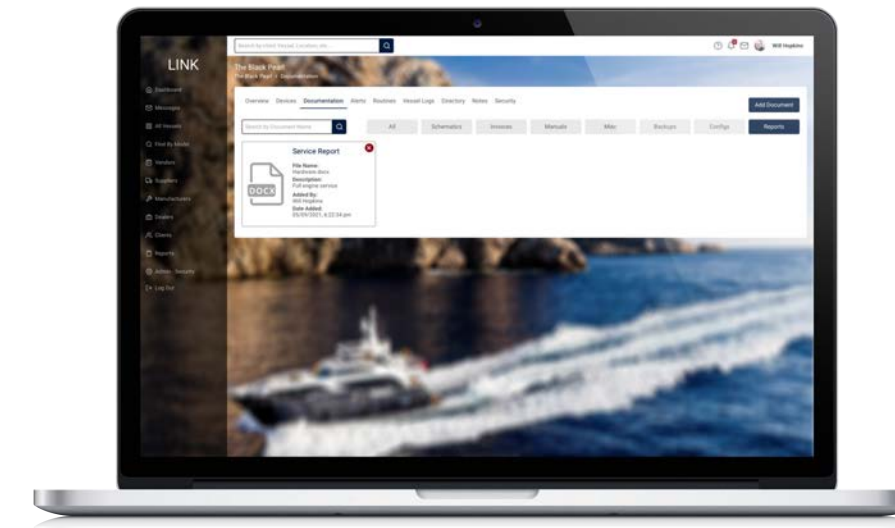 Search by client, Vessel, Location, etc...
Will Hopkins
LINK
Dashboard
Messages
All Vessels
Find By Model
Vendors
Suppliers
Manufacturers
Dealers
Clients
Reports
Admin - Security
Log Out
The Black Pearl
The Black Pearl / Documentation
Overview Devices Documentation Alerts Routines Vessel Logs Directory Notes Security
Add Document
Search by Document Name
All Schematics Invoices Manuals Misc Backups Configs Reports
Service Report
File Name:
Hardware.docx
Description:
Full engine service
Added By:
Will Hopkins
Date Added:
05/09/2021, 6:22:34 pm
DOCX